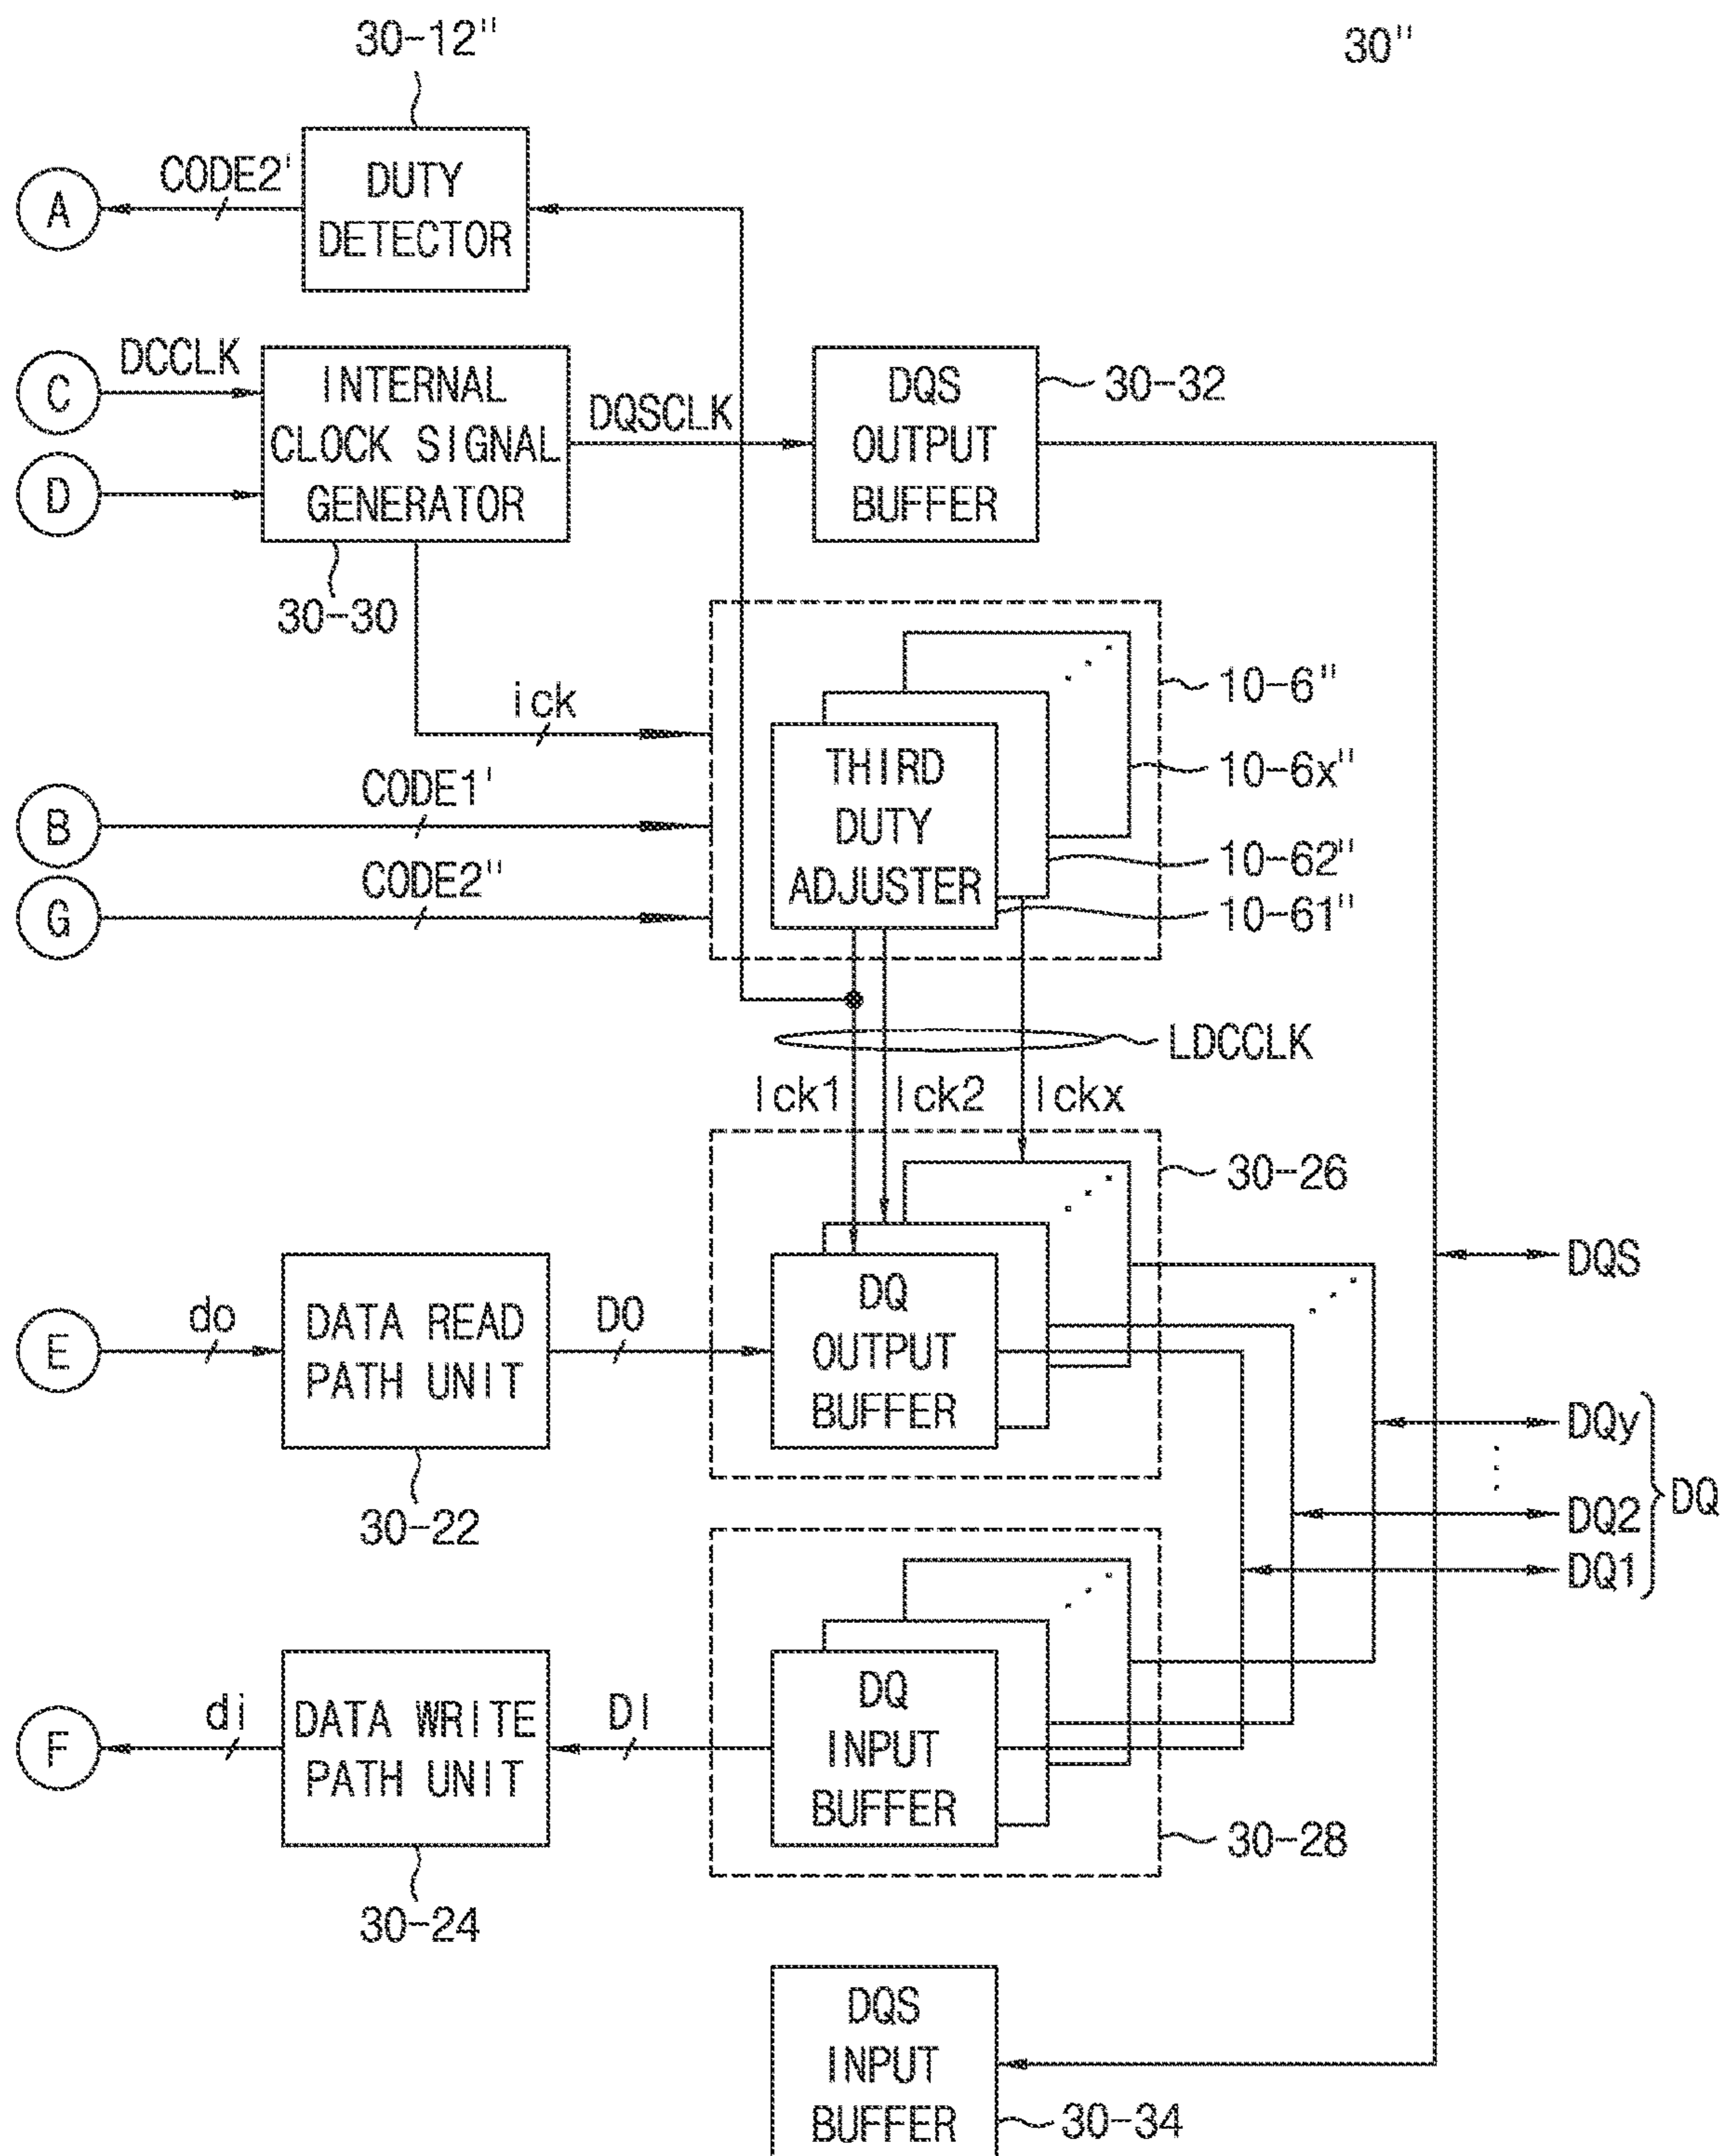 30-12"
30"
A
CODE2'
DUTY
DETECTOR
C
DCCLK
INTERNAL
CLOCK SIGNAL
GENERATOR
DQSCLK
DQS
OUTPUT
BUFFER
30-32
D
30-30
ick
10-6"
THIRD
DUTY
ADJUSTER
10-6x"
B
CODE1'
10-62"
G
CODE2"
10-61"
LDCCLK
lck1
lck2
lckx
30-26
DQS
E
do
DATA READ
PATH UNIT
DO
DQ
OUTPUT
BUFFER
DQy
DQ2
DQ1
DQ
30-22
F
di
DATA WRITE
PATH UNIT
DI
DQ
INPUT
BUFFER
30-28
30-24
DQS
INPUT
BUFFER
30-34